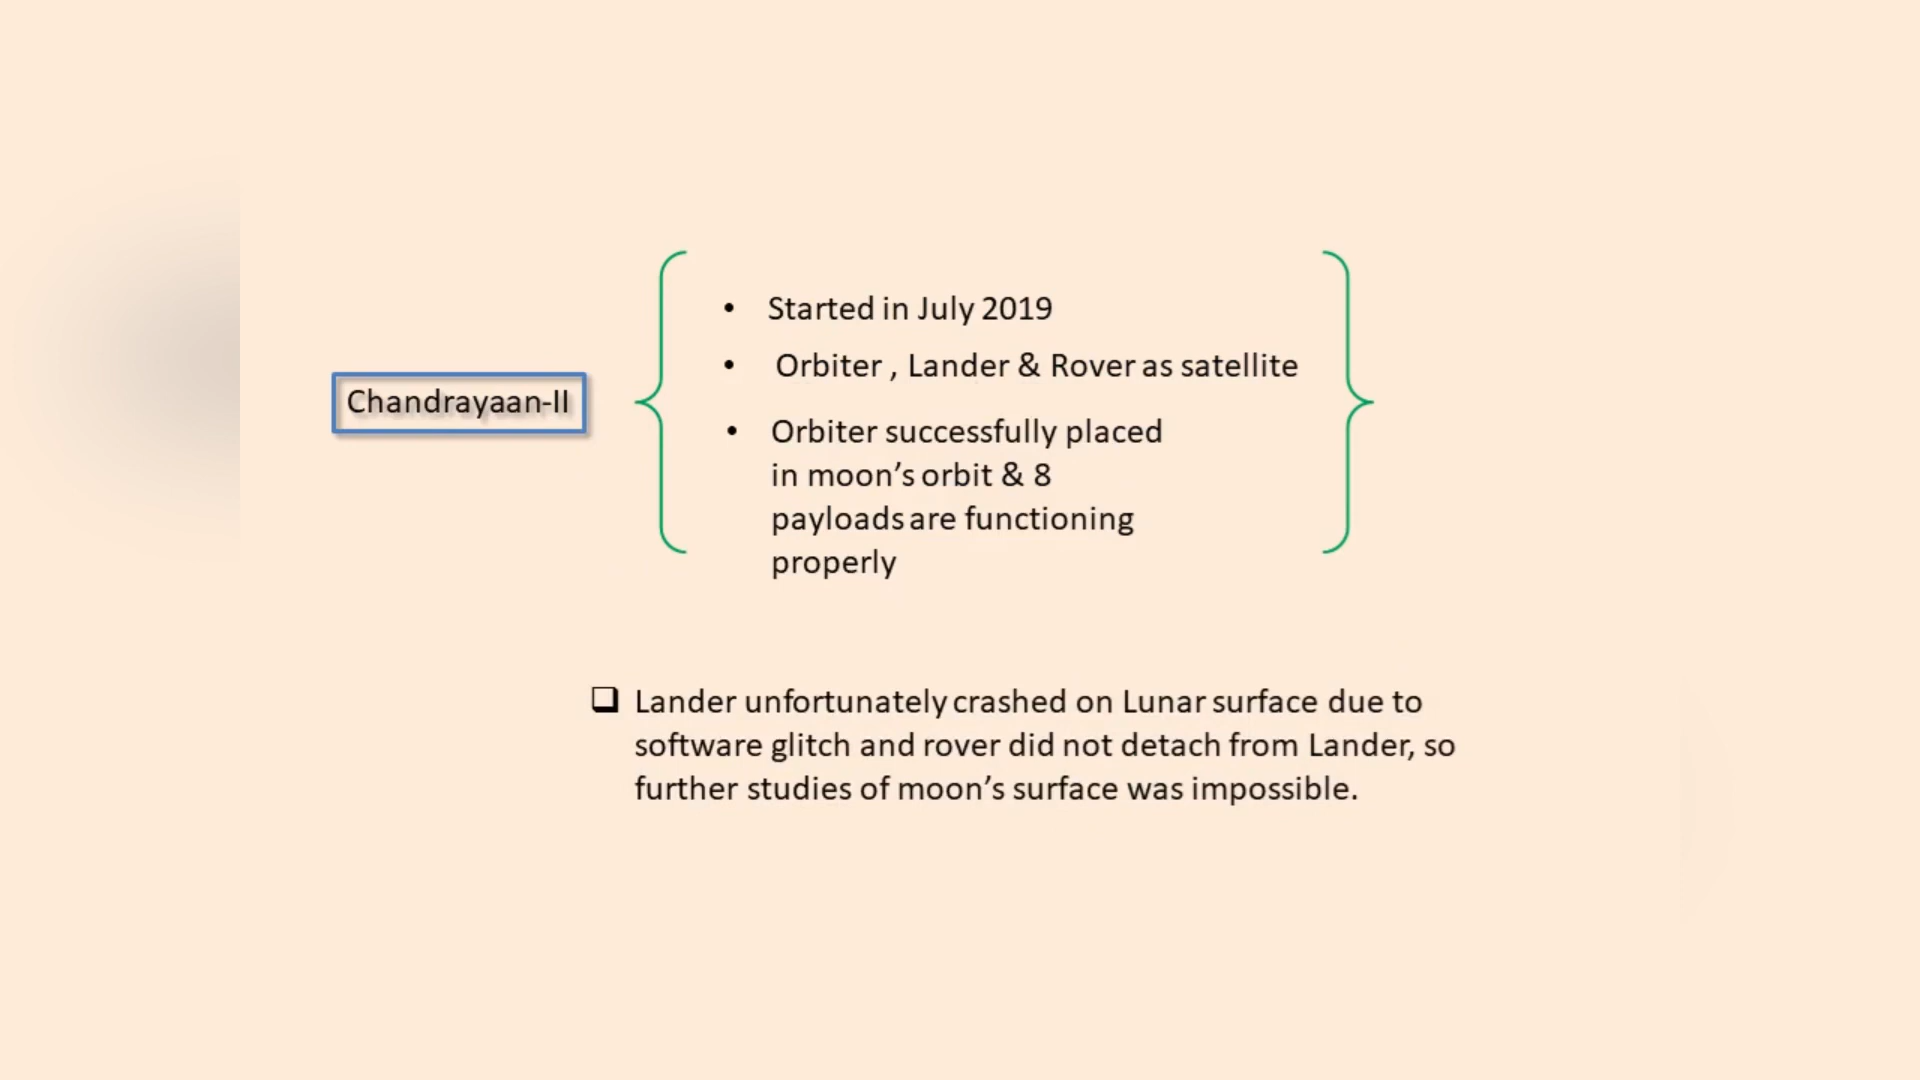 Chandrayaan-II
• Started in July 2019
• Orbiter , Lander & Rover as satellite
• Orbiter successfully placed
in moon’s orbit & 8
payloads are functioning
properly
❑ Lander unfortunately crashed on Lunar surface due to
software glitch and rover did not detach from Lander, so
further studies of moon’s surface was impossible.